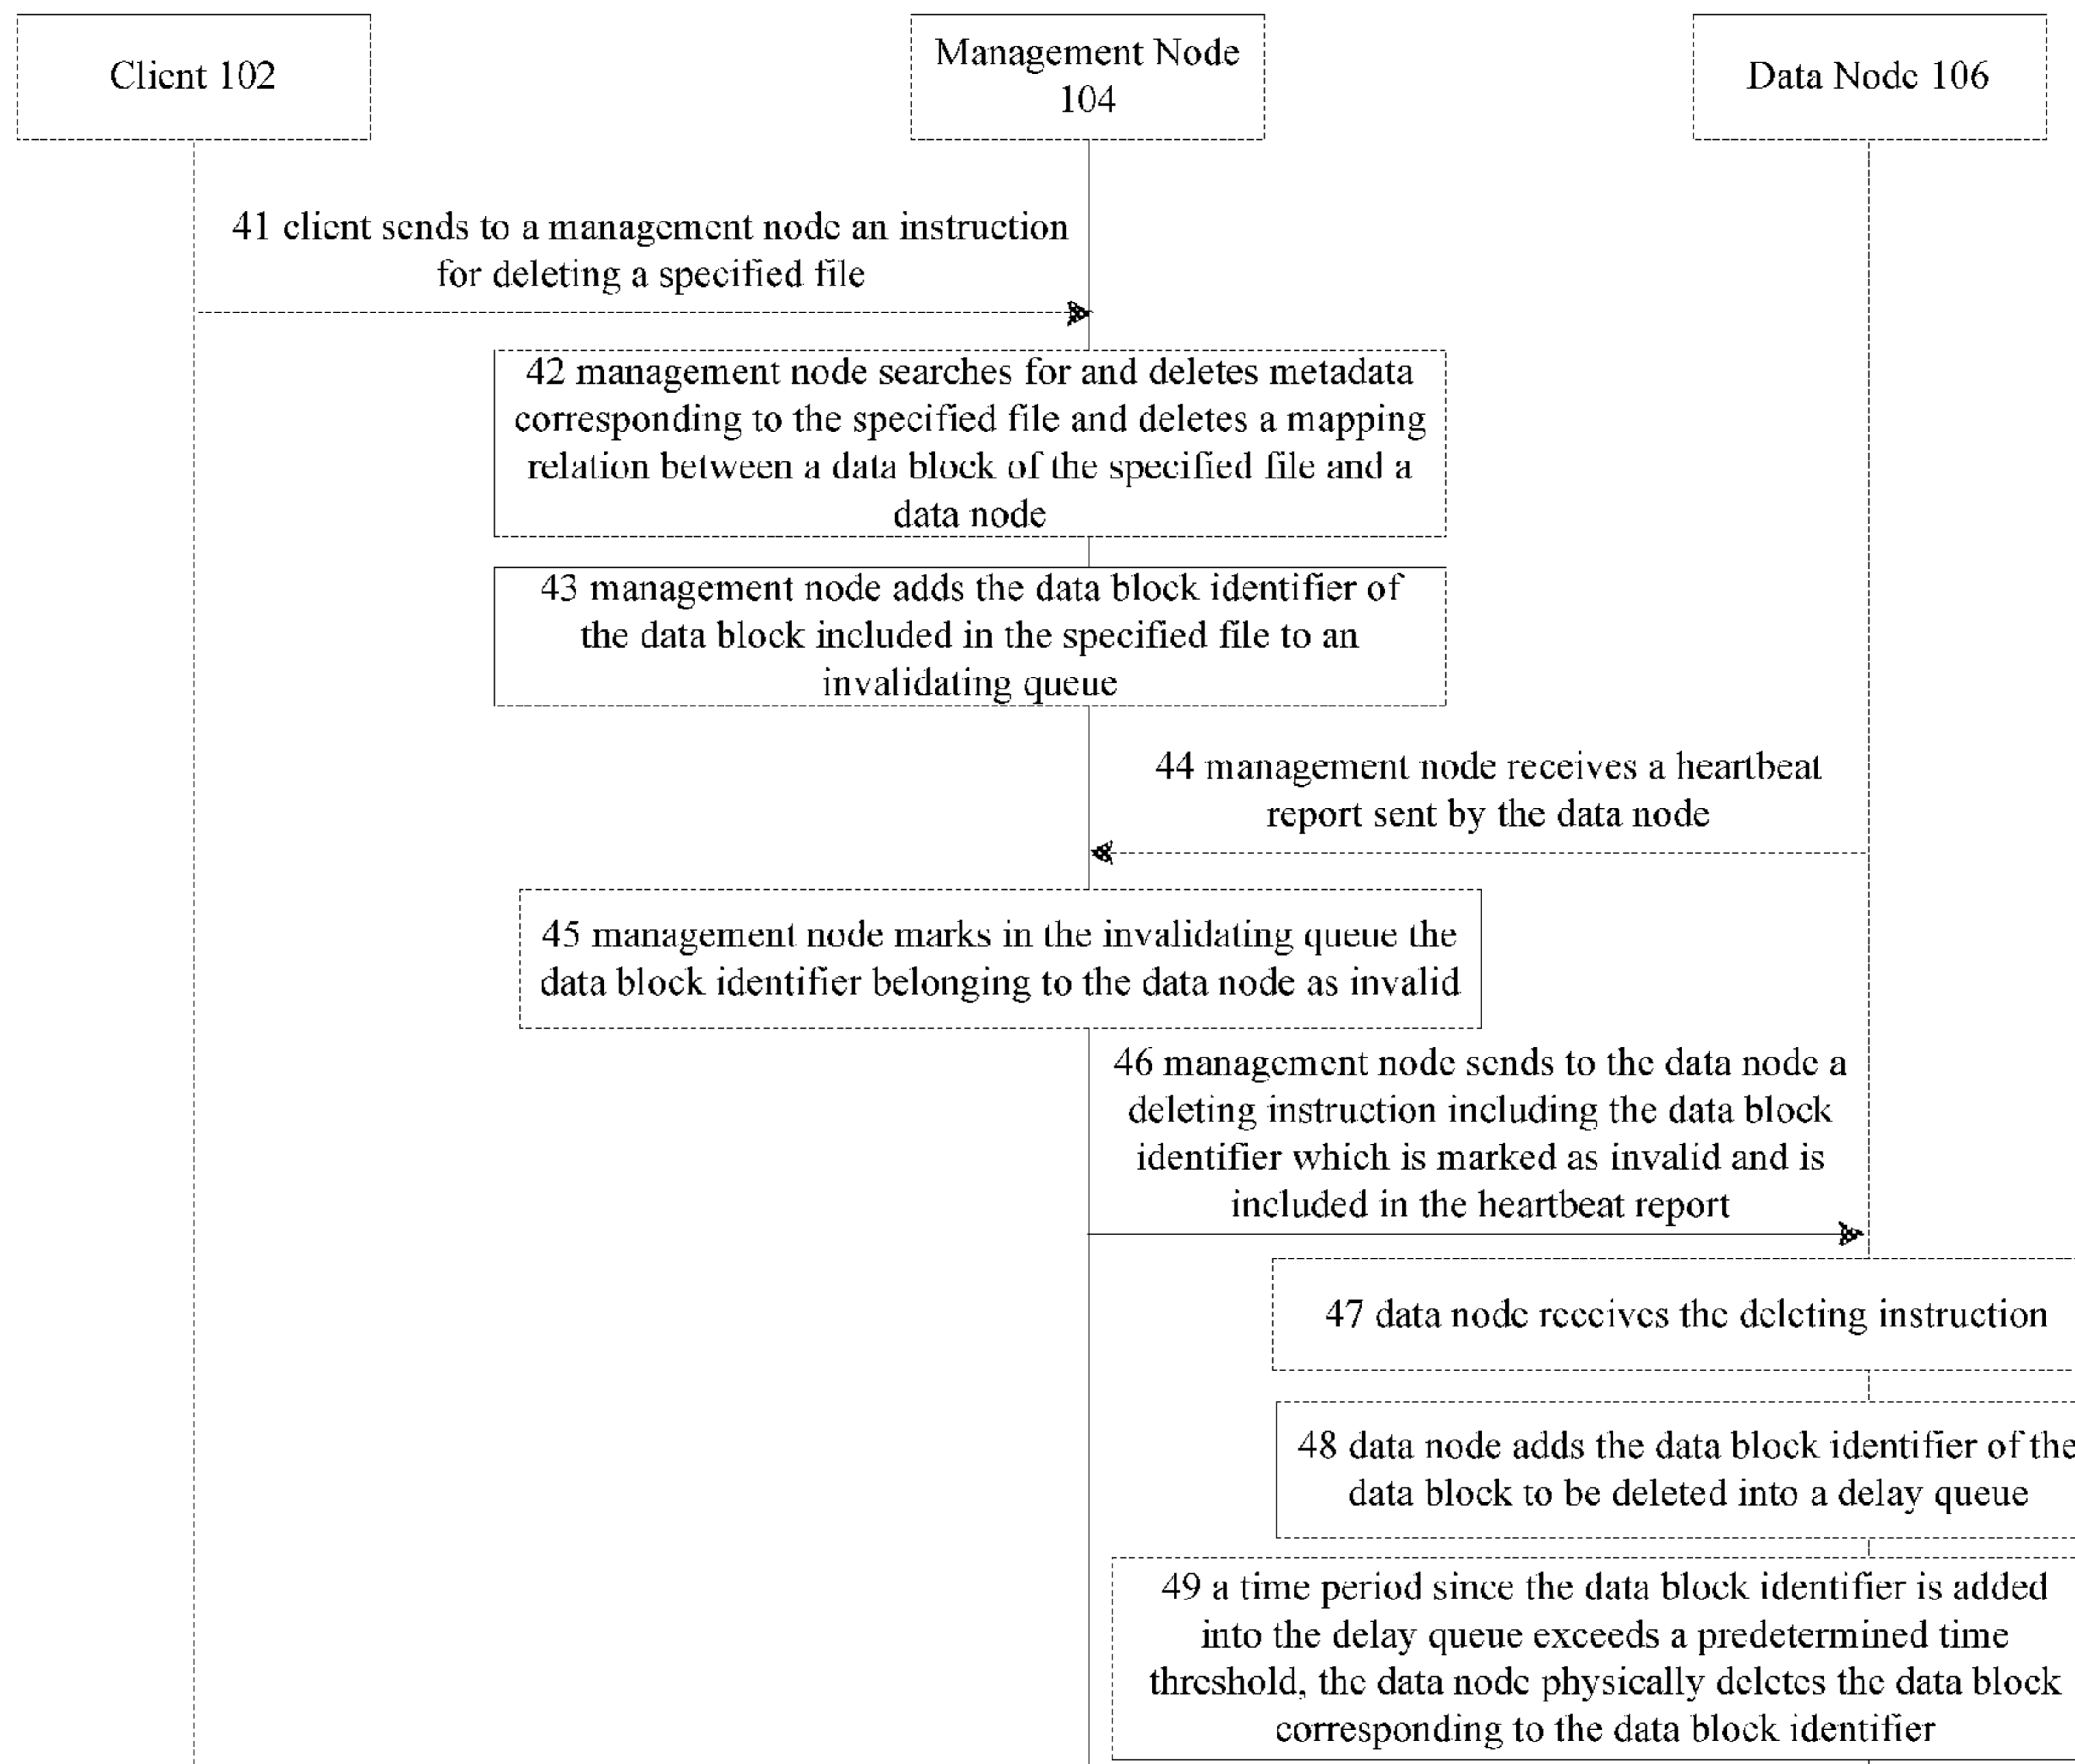 Client 102
Management Node
104
Data Node 106
41 client sends to a management node an instruction
for deleting a specified file
42 management node searches for and deletes metadata
corresponding to the specified file and deletes a mapping
relation between a data block of the specified file and a
data node
43 management node adds the data block identifier of
the data block included in the specified file to an
invalidating queue
44 management node receives a heartbeat
report sent by the data node
45 management node marks in the invalidating queue the
data block identifier belonging to the data node as invalid
46 management node sends to the data node a
deleting instruction including the data block
identifier which is marked as invalid and is
included in the heartbeat report
47 data node receives the deleting instruction
48 data node adds the data block identifier of the
data block to be deleted into a delay queue
49 a time period since the data block identifier is added
into the delay queue exceeds a predetermined time
threshold, the data node physically deletes the data block
corresponding to the data block identifier